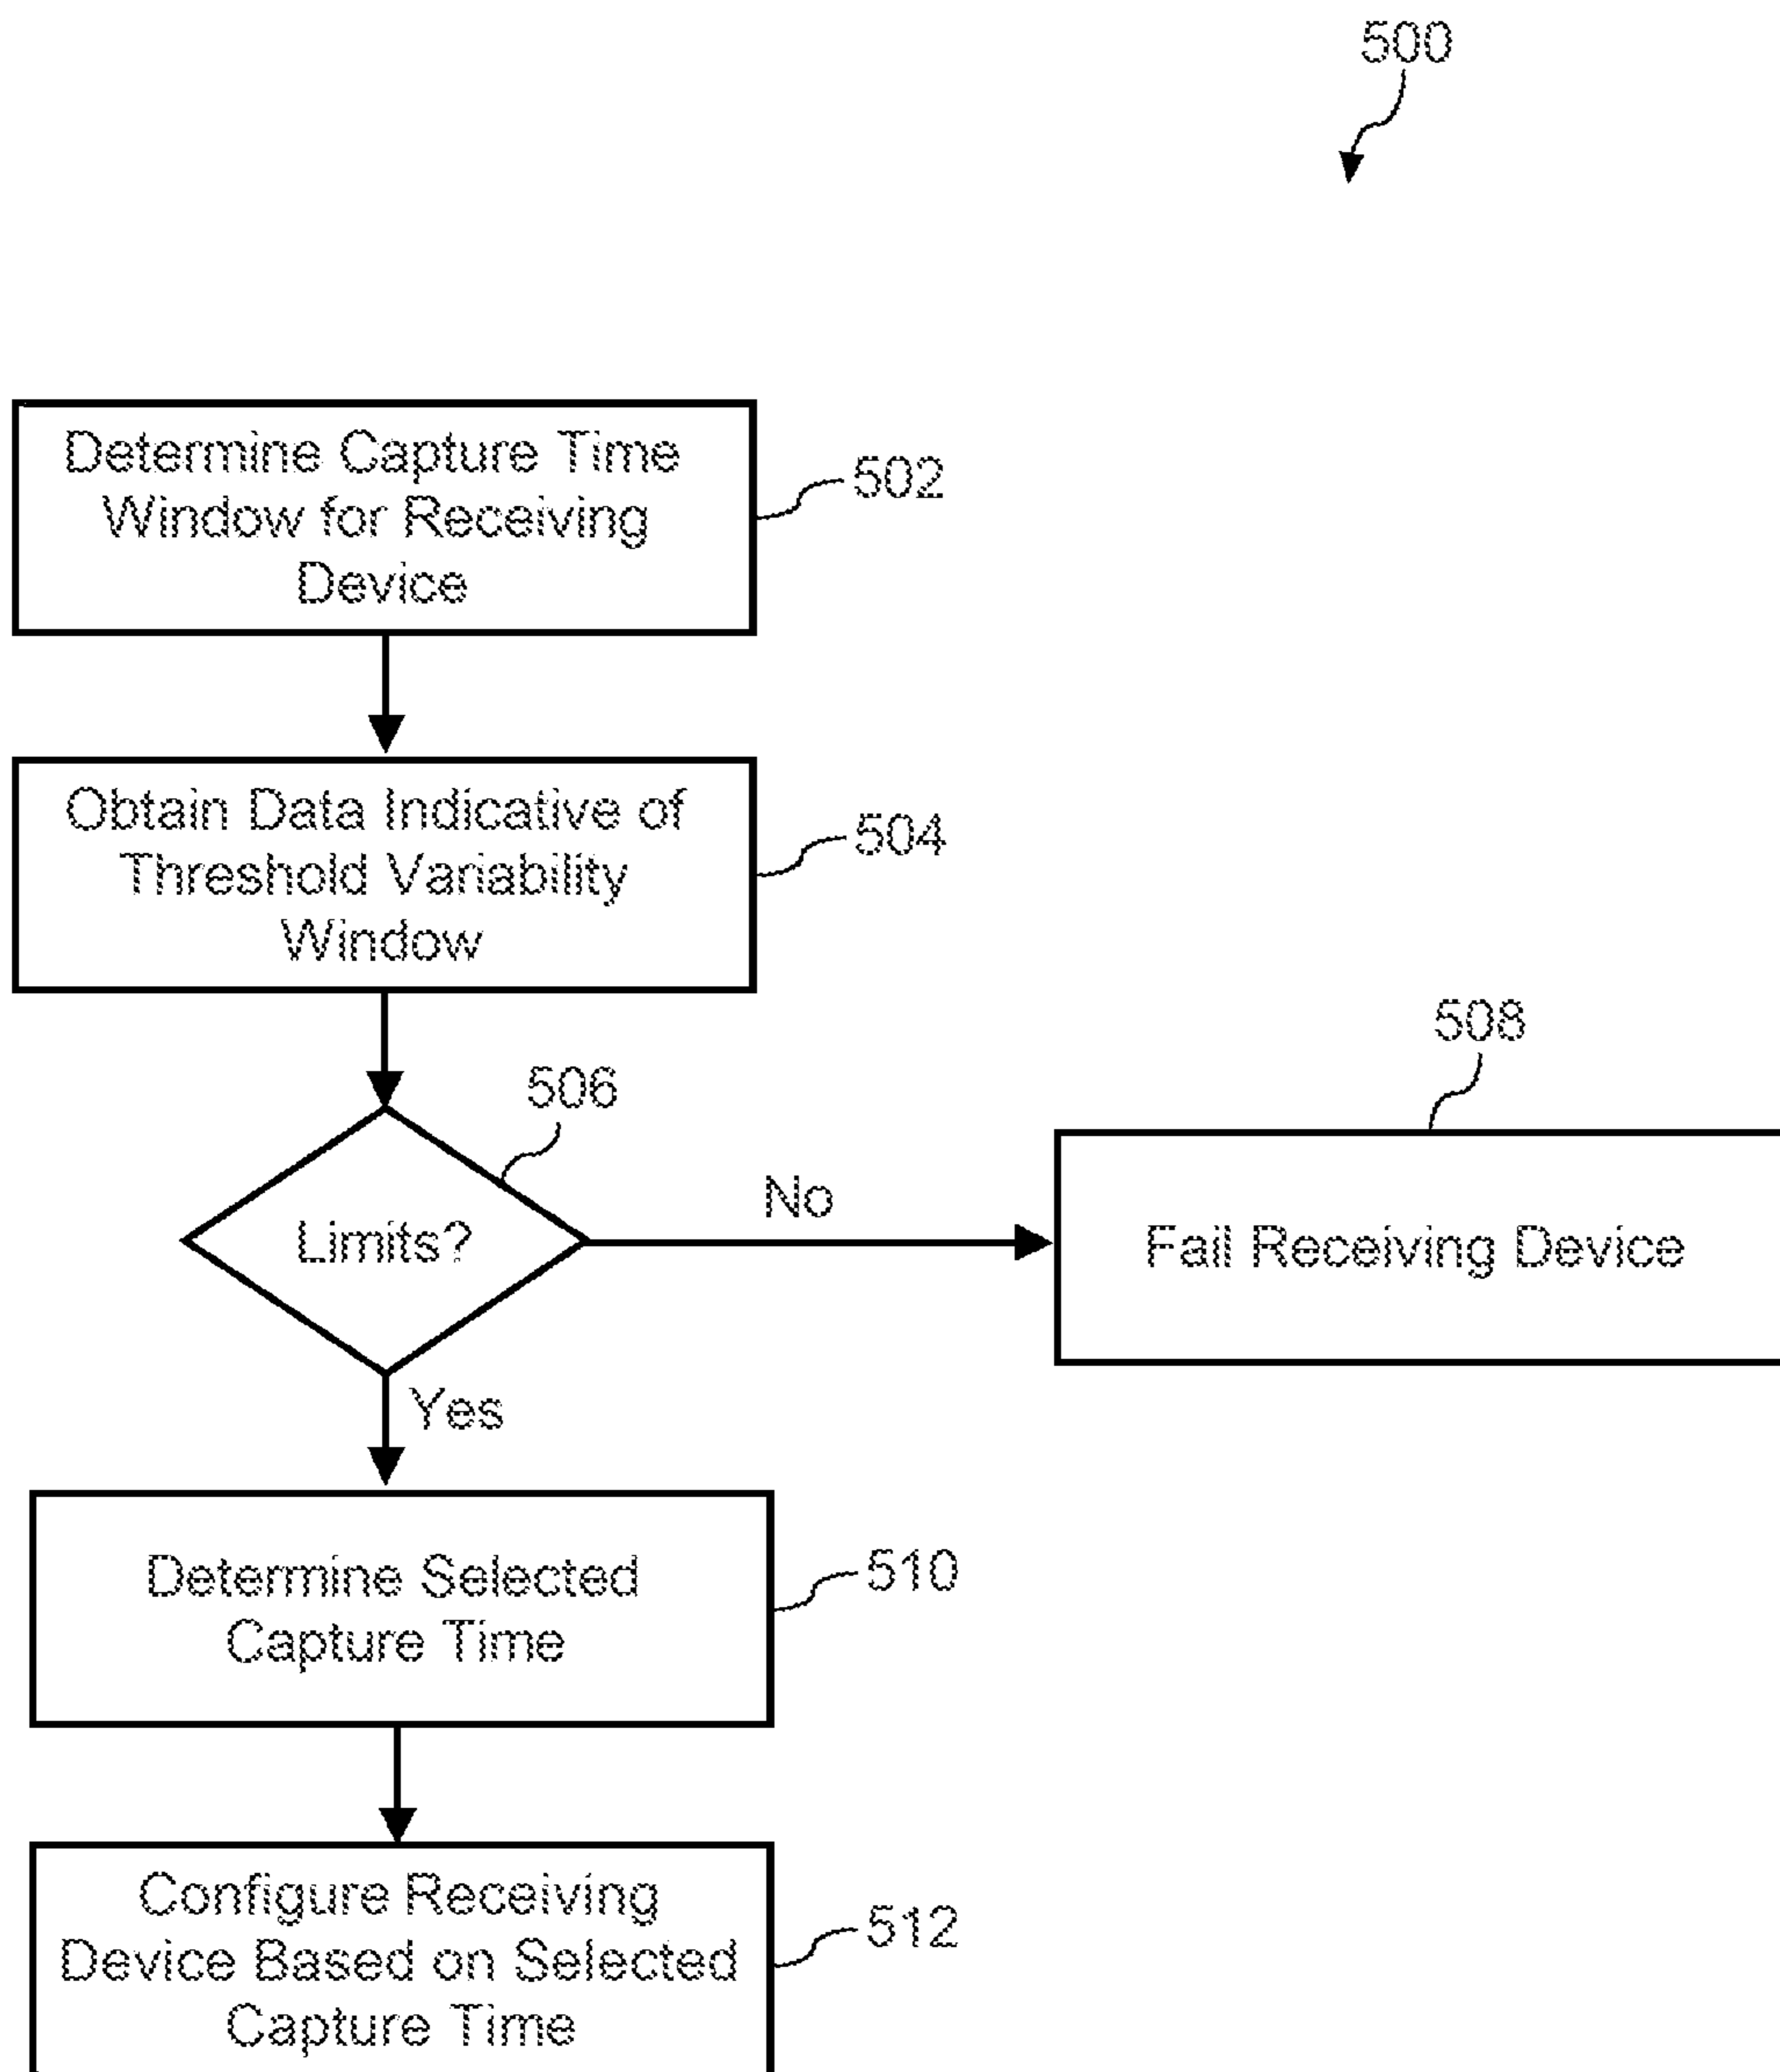 500
Determine Capture Time
Window for Receiving
Device
502
Obtain Data Indicative of
Threshold Variability
Window
504
506
Limits?
No
508
Fail Receiving Device
Yes
Determine Selected
Capture Time
510
Configure Receiving
Device Based on Selected
Capture Time
512